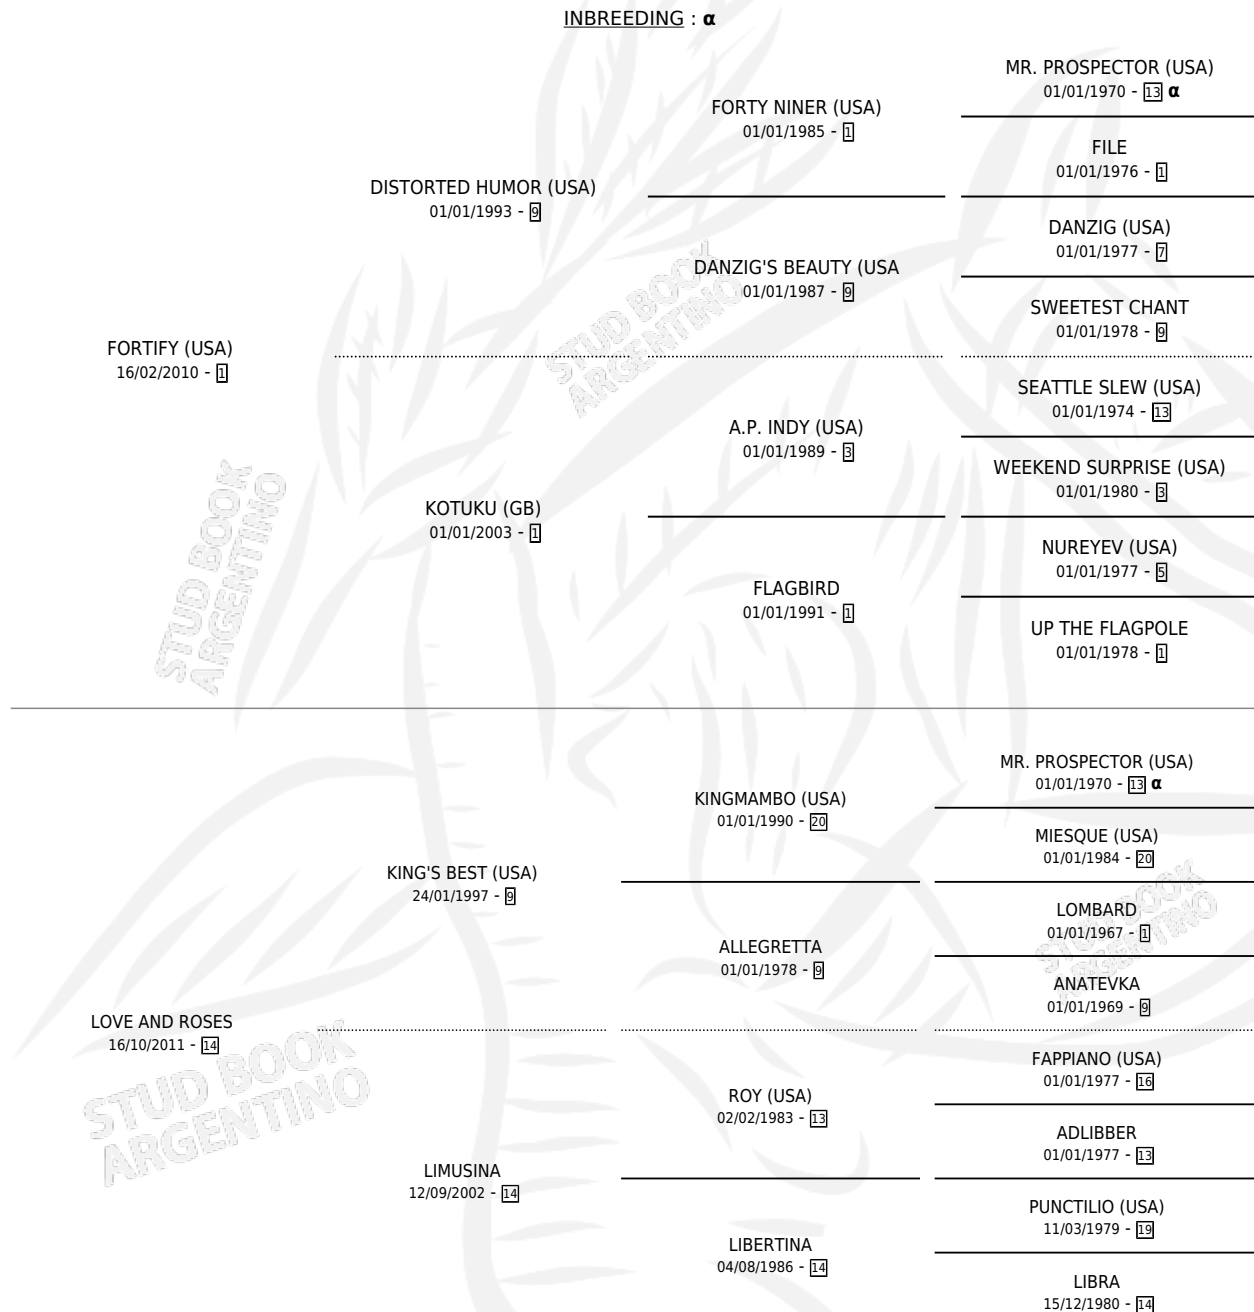 INBREEDING : α
MR. PROSPECTOR (USA)
01/01/1970 - 13 α
FORTY NINER (USA)
01/01/1985 - 1
FILE
01/01/1976 - 1
DISTORTED HUMOR (USA)
01/01/1993 - 9
DANZIG (USA)
01/01/1977 - 7
DANZIG'S BEAUTY (USA
01/01/1987 - 9
SWEETEST CHANT
01/01/1978 - 9
FORTIFY (USA)
16/02/2010 - 1
SEATTLE SLEW (USA)
01/01/1974 - 13
A.P. INDY (USA)
01/01/1989 - 3
WEEKEND SURPRISE (USA)
01/01/1980 - 3
KOTUKU (GB)
01/01/2003 - 1
NUREYEV (USA)
01/01/1977 - 5
FLAGBIRD
01/01/1991 - 1
UP THE FLAGPOLE
01/01/1978 - 1
MR. PROSPECTOR (USA)
01/01/1970 - 13 α
KINGMAMBO (USA)
01/01/1990 - 20
MIESQUE (USA)
01/01/1984 - 20
KING'S BEST (USA)
24/01/1997 - 9
LOMBARD
01/01/1967 - 1
ALLEGRETTA
01/01/1978 - 9
ANATEVKA
01/01/1969 - 9
LOVE AND ROSES
16/10/2011 - 14
FAPPIANO (USA)
01/01/1977 - 16
ROY (USA)
02/02/1983 - 13
ADLIBBER
01/01/1977 - 13
LIMUSINA
12/09/2002 - 14
PUNCTILIO (USA)
11/03/1979 - 19
LIBERTINA
04/08/1986 - 14
LIBRA
15/12/1980 - 14
STUD BOOK
ARGENTINO
STUD BOOK
ARGENTINO
STUD BOOK
ARGENTINO
STUD BOOK
ARGENTINO